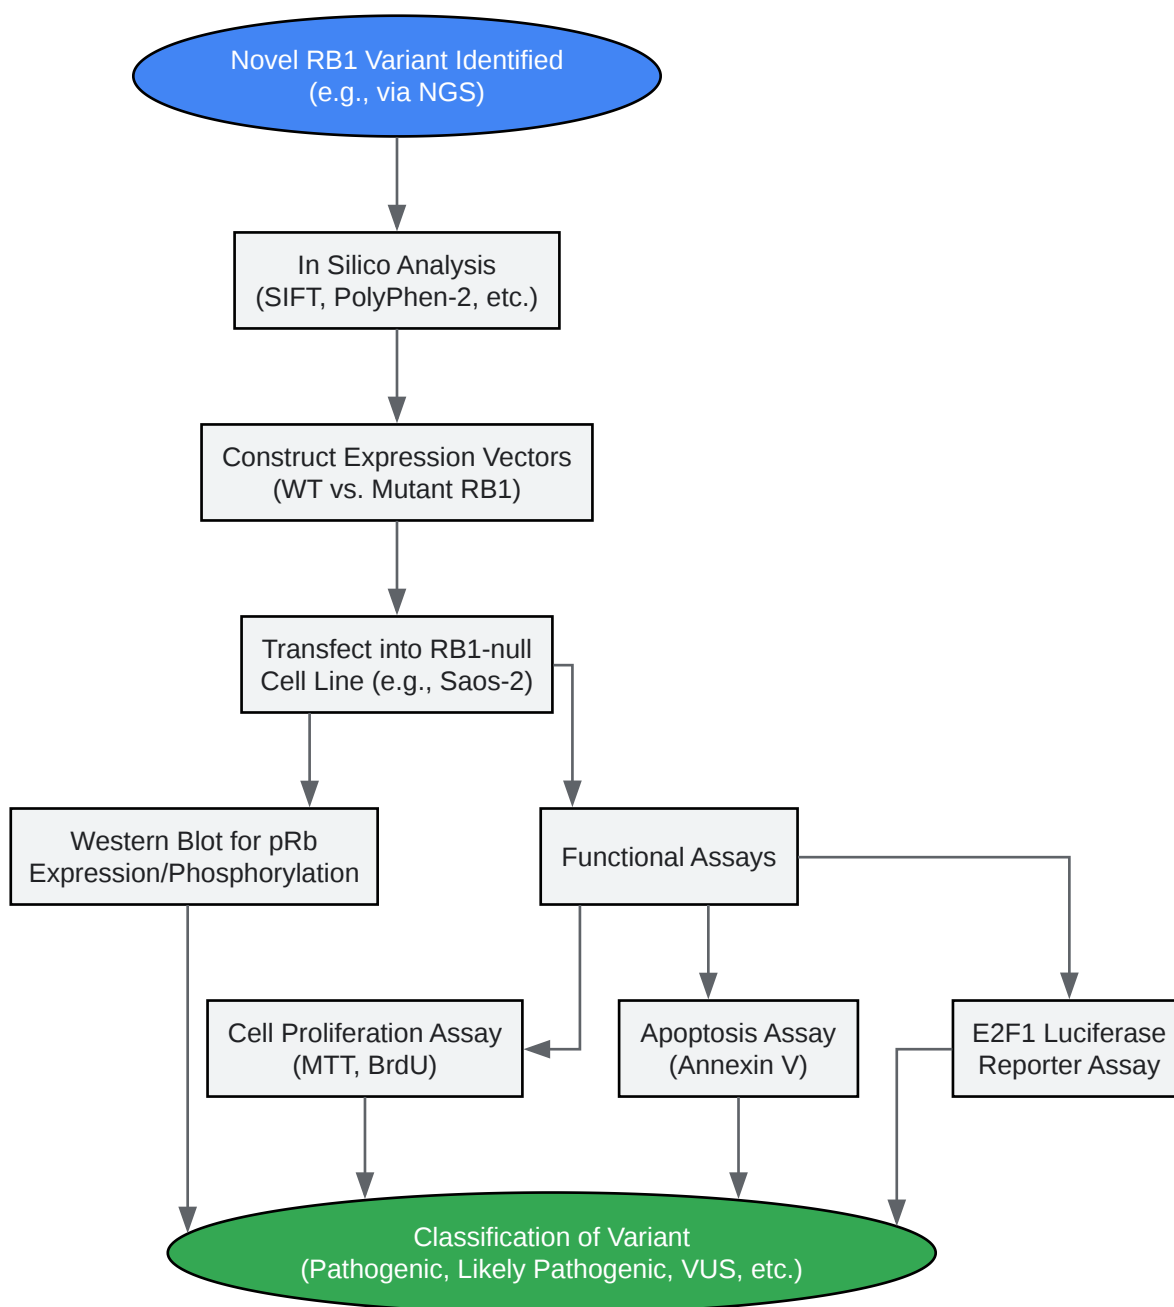 Novel RB1 Variant Identified
(e.g., via NGS)
In Silico Analysis
(SIFT, PolyPhen-2, etc.)
Construct Expression Vectors
(WT vs. Mutant RB1)
Transfect into RB1-null
Cell Line (e.g., Saos-2)
Western Blot for pRb
Expression/Phosphorylation
Functional Assays
Cell Proliferation Assay
(MTT, BrdU)
Apoptosis Assay
(Annexin V)
E2F1 Luciferase
Reporter Assay
Classification of Variant
(Pathogenic, Likely Pathogenic, VUS, etc.)